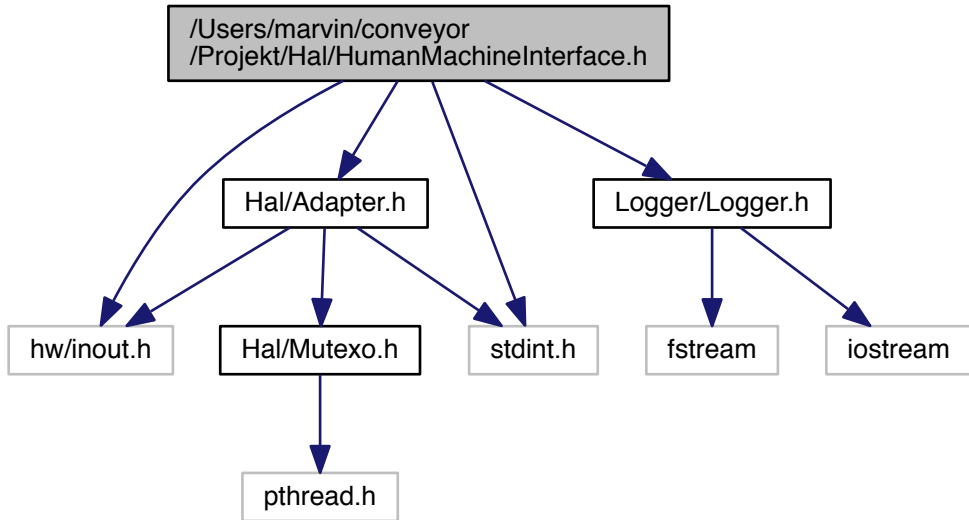 /Users/marvin/conveyor
/Projekt/Hal/HumanMachineInterface.h
Hal/Adapter.h
Logger/Logger.h
hw/inout.h
Hal/Mutexo.h
stdint.h
fstream
iostream
pthread.h